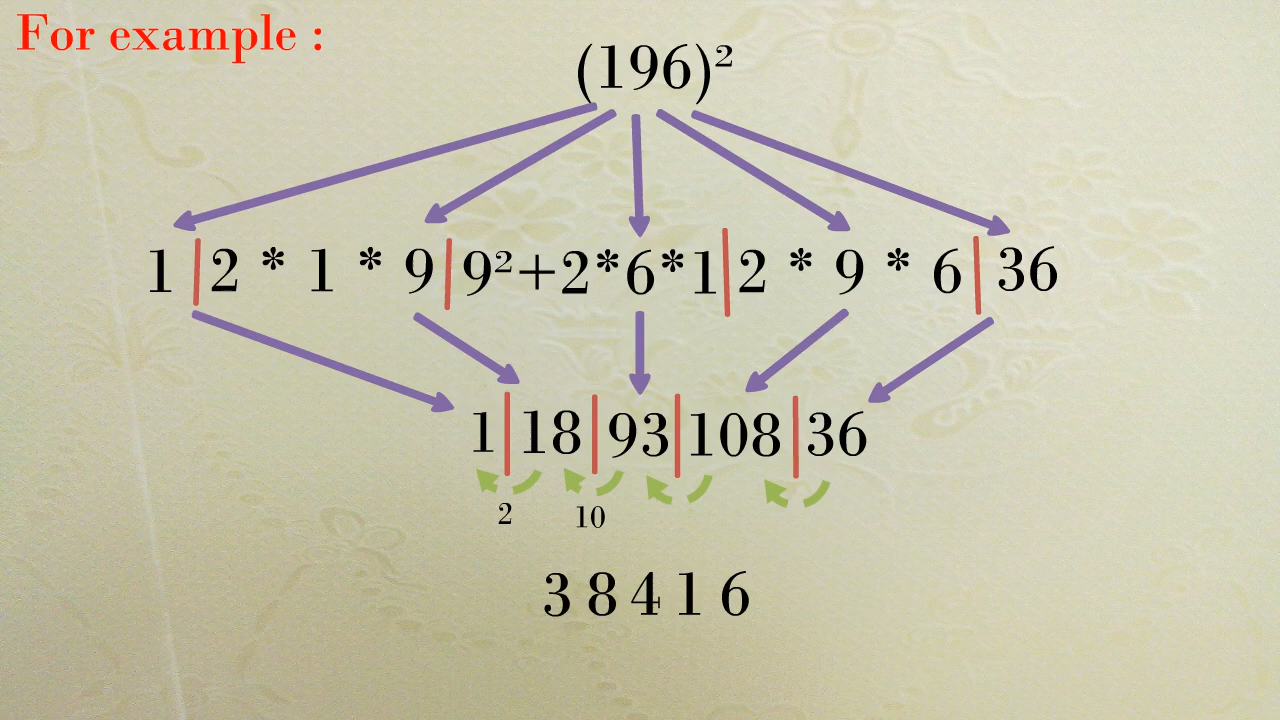 For example :
(196)²
1 | 2 * 1 * 9 | 9²+2*6*1 | 2 * 9 * 6 | 36
1 | 18 | 93 | 108 | 36
2 10
3 8 4 1 6